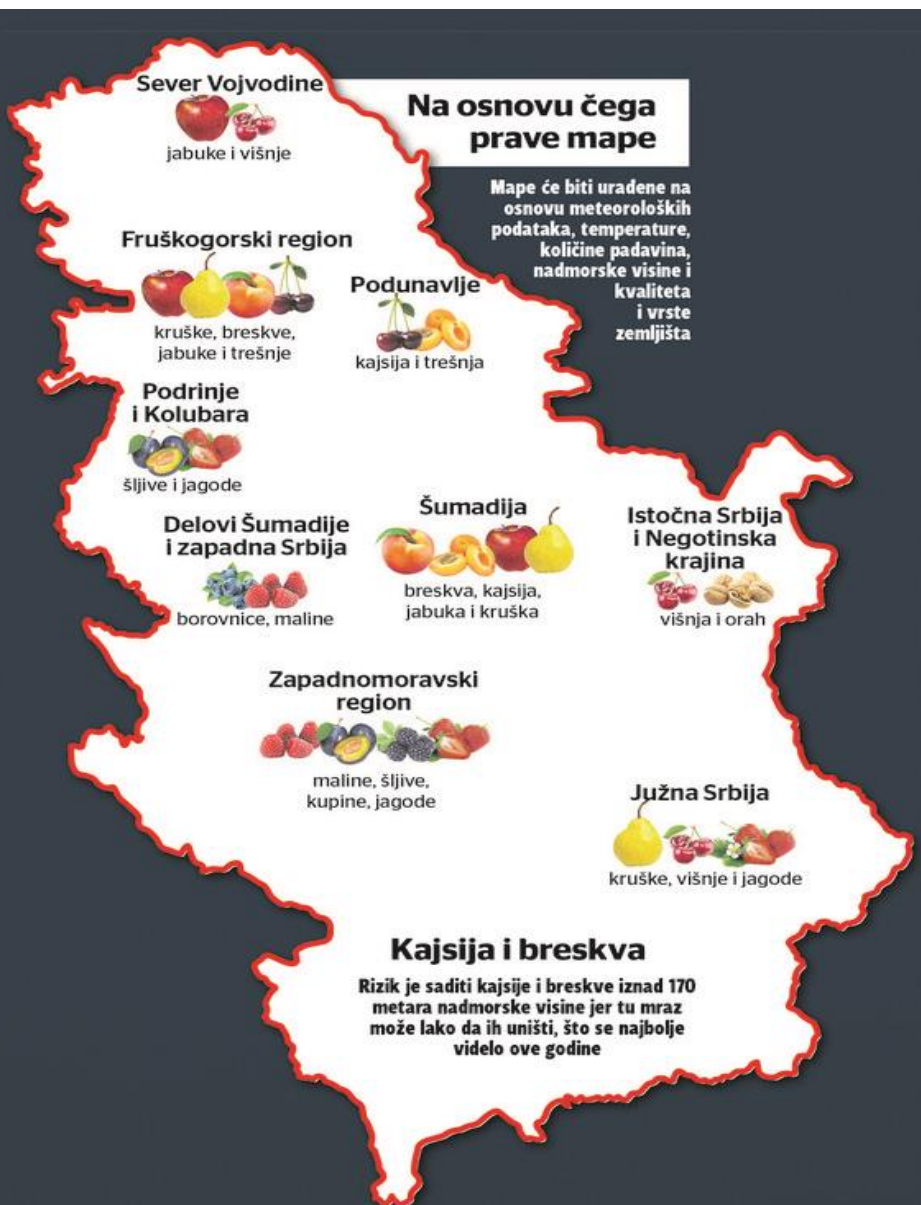 Sever Vojvodine
jabuke i višnje
Na osnovu čega
prave mape
Mape će biti urađene na
osnovu meteoroloških
podataka, temperature,
količine padavina,
nadmorske visine i
kvaliteta
i vrste
zemljišta
Fruškogorski region
kruške, breskve,
jabuke i trešnje
Podunavlje
kajsija i trešnja
Podrinje
i Kolubara
šljive i jagode
Delovi Šumadije
i zapadna Srbija
borovnice, maline
Šumadija
breskva, kajsija,
jabuka i kruška
Istočna Srbija
i Negotinska
krajina
višnja i orah
Zapadnomoravski
region
maline, šljive,
kupine, jagode
Južna Srbija
kruške, višnje i jagode
Kajsija i breskva
Rizik je saditi kajsije i breskve iznad 170
metara nadmorske visine jer tu mraz
može lako da ih uništi, što se najbolje
videlo ove godine